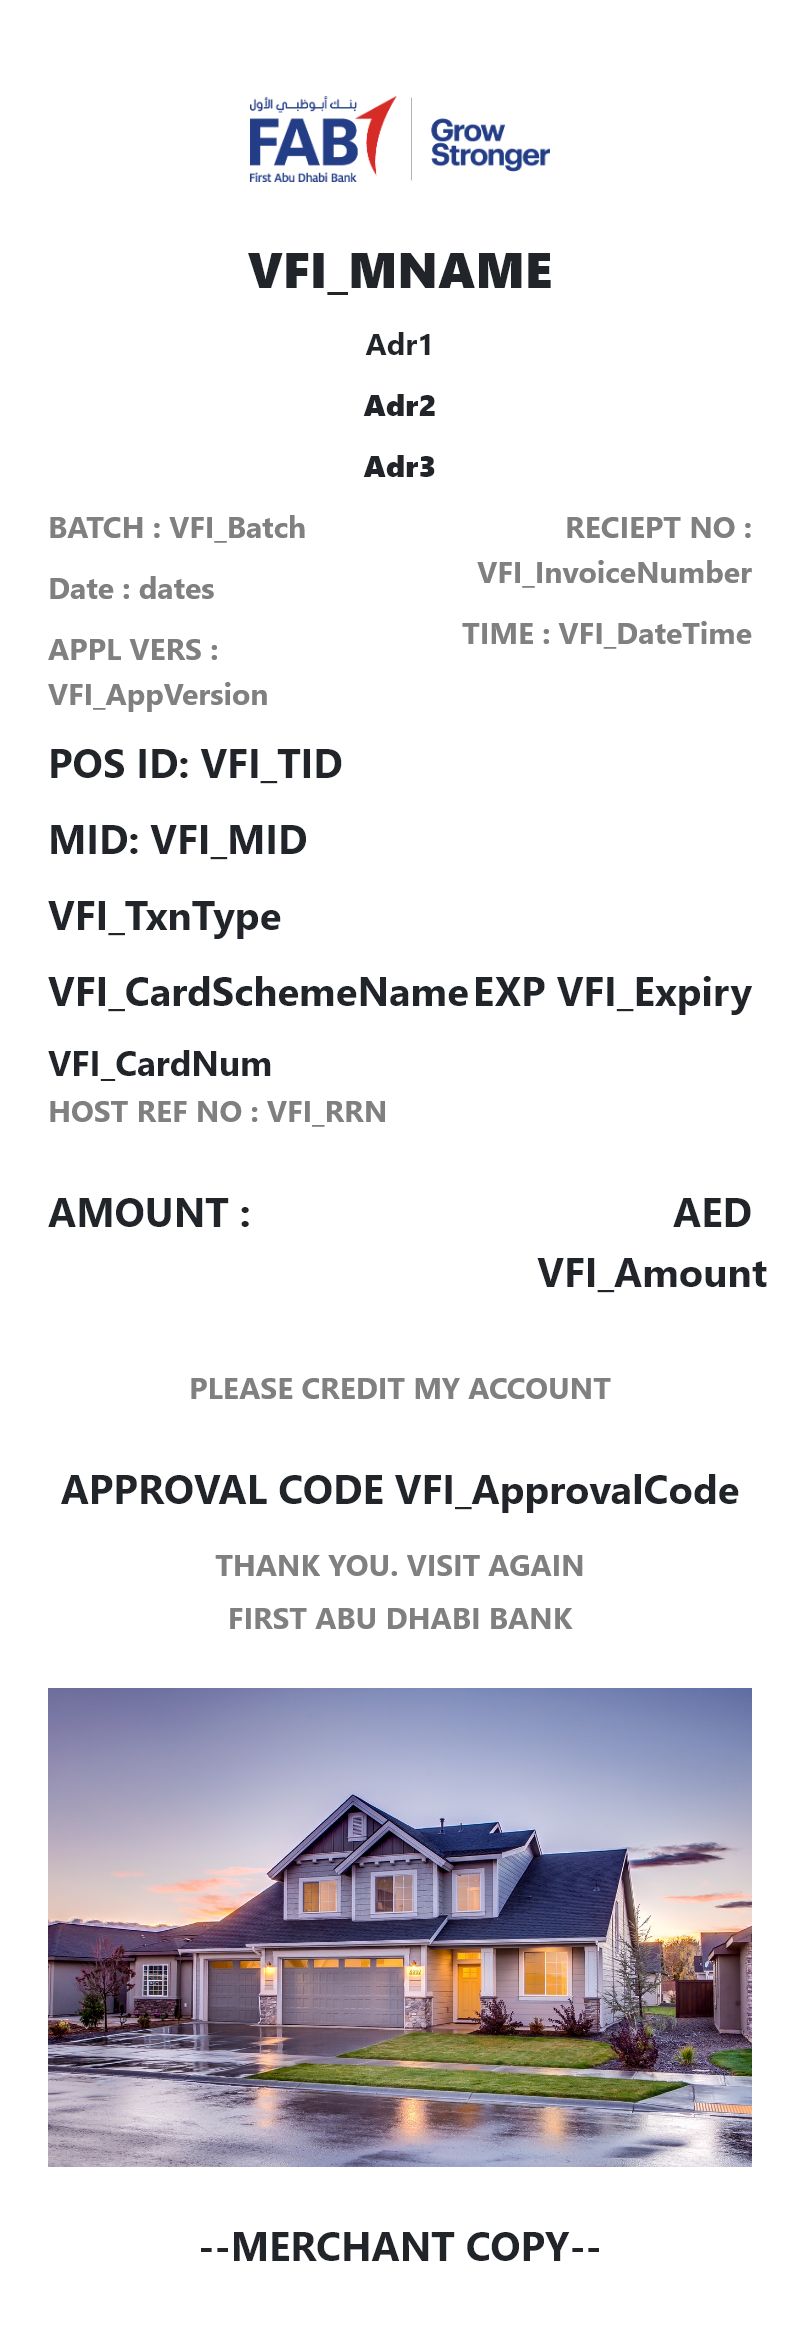 بنك أبوظبي الأول
FAB
First Abu Dhabi Bank
Grow
Stronger
VFI_MNAME
Adr1
Adr2
Adr3
BATCH : VFI_Batch
RECIEPT NO :
VFI_InvoiceNumber
Date : dates
TIME : VFI_DateTime
APPL VERS :
VFI_AppVersion
POS ID: VFI_TID
MID: VFI_MID
VFI_TxnType
VFI_CardSchemeName EXP VFI_Expiry
VFI_CardNum
HOST REF NO : VFI_RRN
AMOUNT : AED
VFI_Amount
PLEASE CREDIT MY ACCOUNT
APPROVAL CODE VFI_ApprovalCode
THANK YOU. VISIT AGAIN
FIRST ABU DHABI BANK
--MERCHANT COPY--